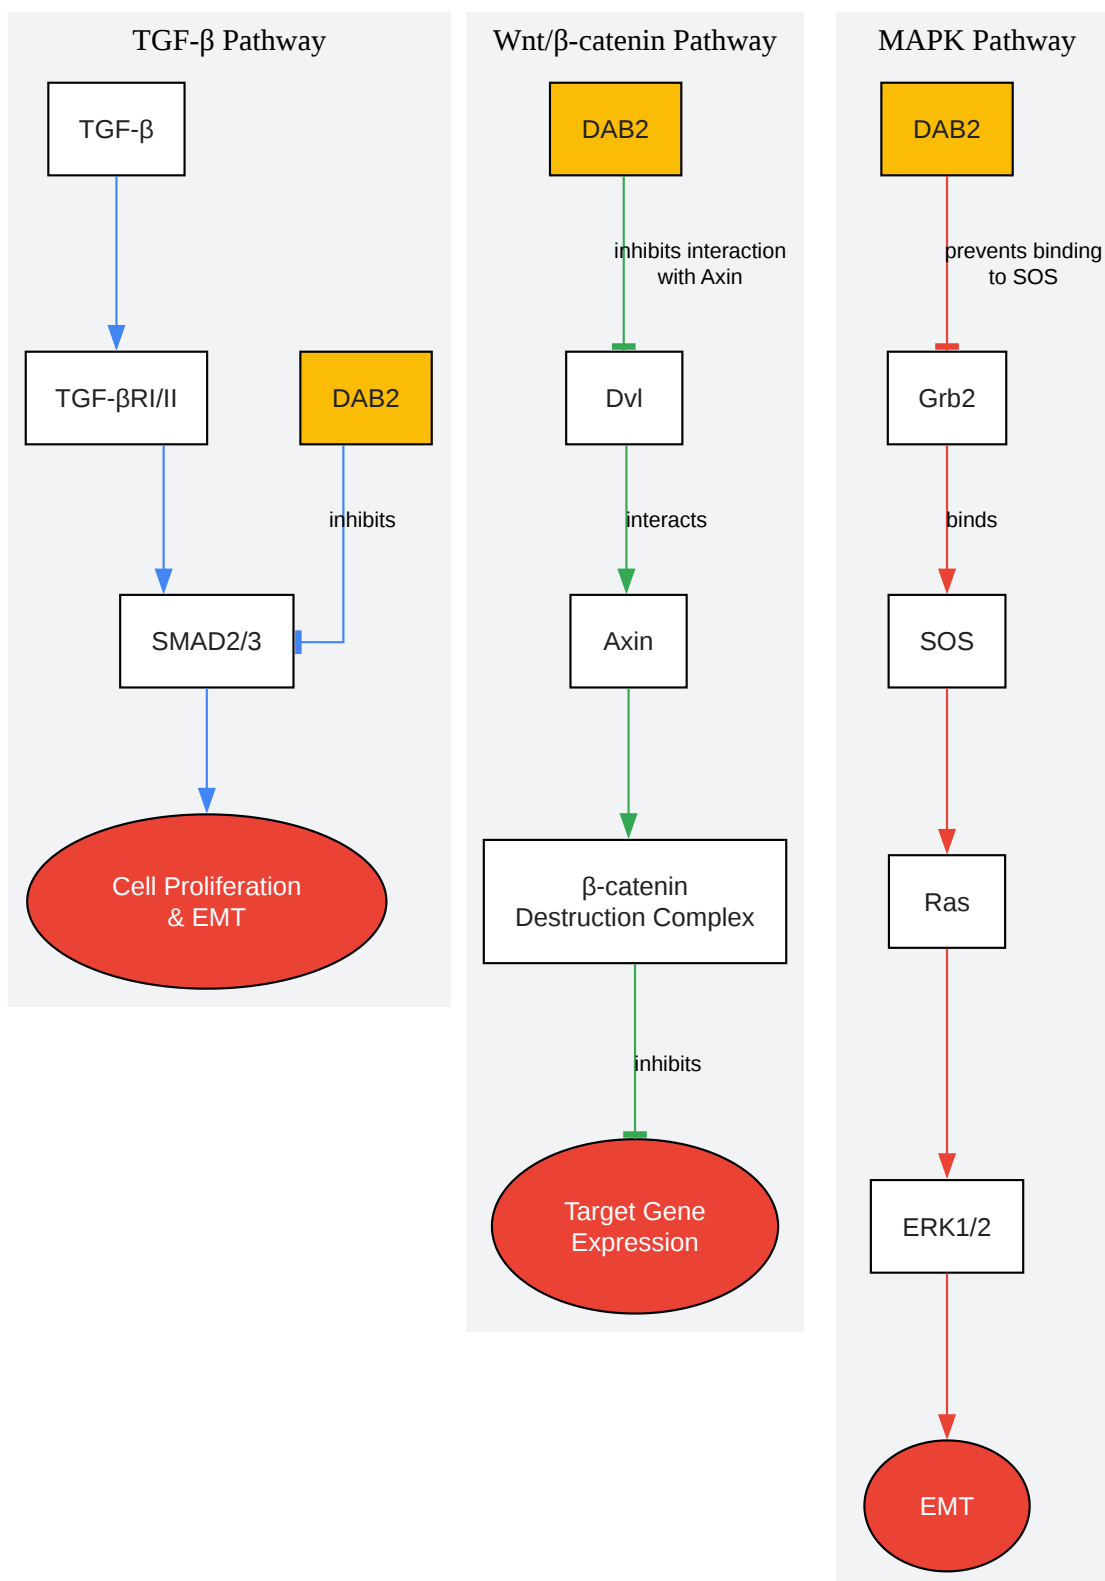 TGF-β Pathway
TGF-β
TGF-βRI/II
DAB2
inhibits
SMAD2/3
Cell Proliferation
& EMT
Wnt/β-catenin Pathway
DAB2
inhibits interaction
with Axin
Dvl
interacts
Axin
β-catenin
Destruction Complex
inhibits
Target Gene
Expression
MAPK Pathway
DAB2
prevents binding
to SOS
Grb2
binds
SOS
Ras
ERK1/2
EMT